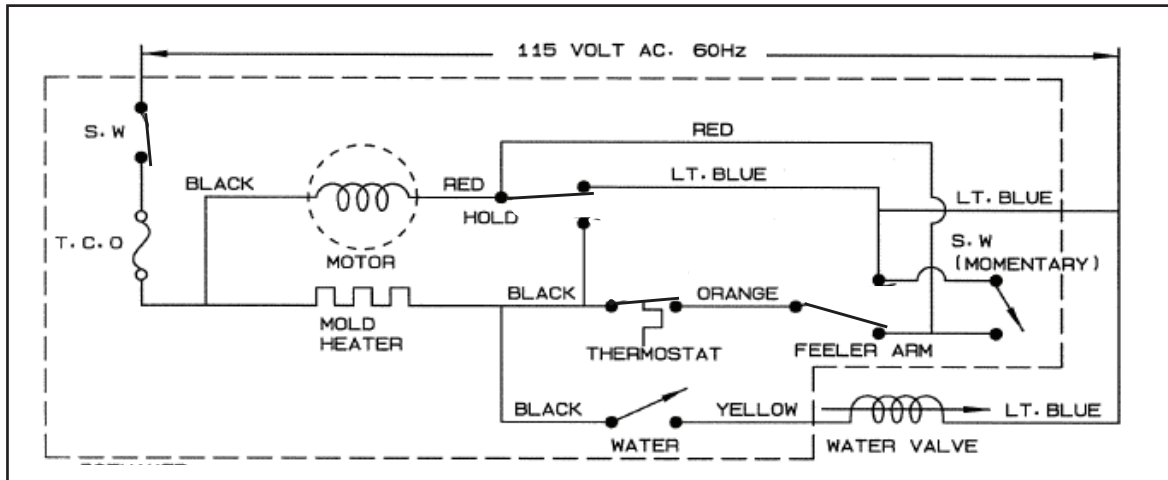 115 VOLT AC. 60Hz
S.W
RED
BLACK
RED
LT. BLUE
LT. BLUE
HOLD
S.W
(MOMENTARY)
T.C.O
MOTOR
BLACK
ORANGE
MOLD
HEATER
THERMOSTAT
FEELER ARM
BLACK
YELLOW
LT. BLUE
WATER
WATER VALVE